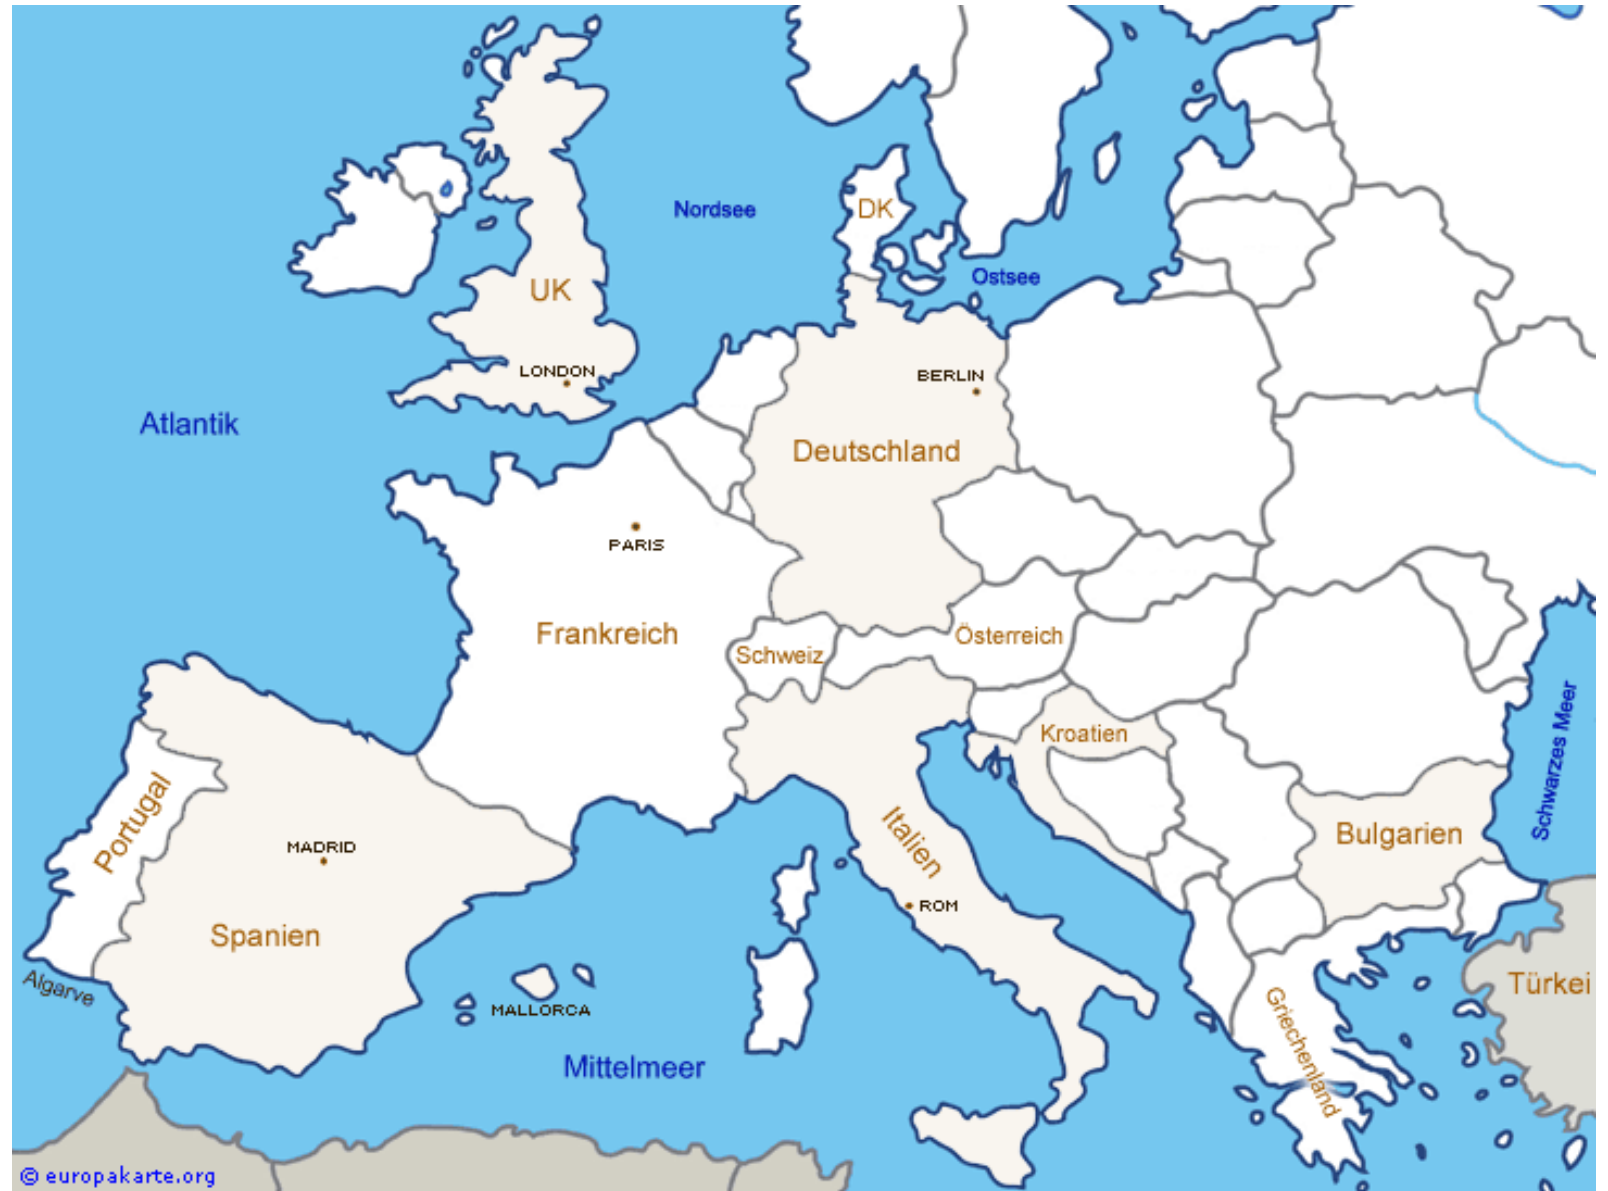 Nordsee
DK
Ostsee
UK
LONDON
BERLIN
Atlantik
Deutschland
PARIS
Frankreich
Österreich
Schweiz
Kroatien
Schwarzes Meer
Portugal
Italien
Bulgarien
MADRID
ROM
Spanien
Algarve
MALLORCA
Türkei
Griechenland
Mittelmeer
© europakarte.org